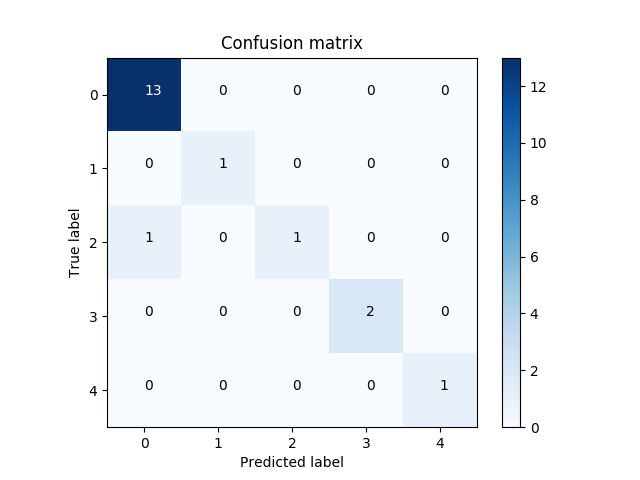 Confusion matrix
0 13 0 0 0 0
1 0 1 0 0 0
2 1 0 1 0 0
3 0 0 0 2 0
4 0 0 0 0 1
0 1 2 3 4
Predicted label
True label
12
10
8
6
4
2
0